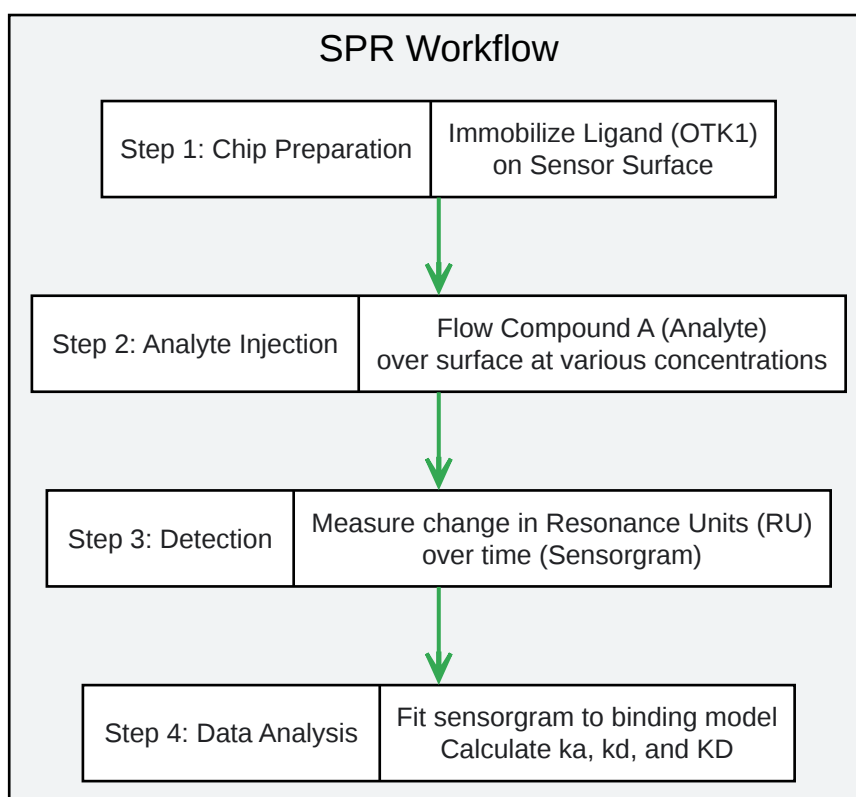 SPR Workflow
Step 1: Chip Preparation
Immobilize Ligand (OTK1)
on Sensor Surface
Step 2: Analyte Injection
Flow Compound A (Analyte)
over surface at various concentrations
Step 3: Detection
Measure change in Resonance Units (RU)
over time (Sensorgram)
Step 4: Data Analysis
Fit sensorgram to binding model
Calculate ka, kd, and KD